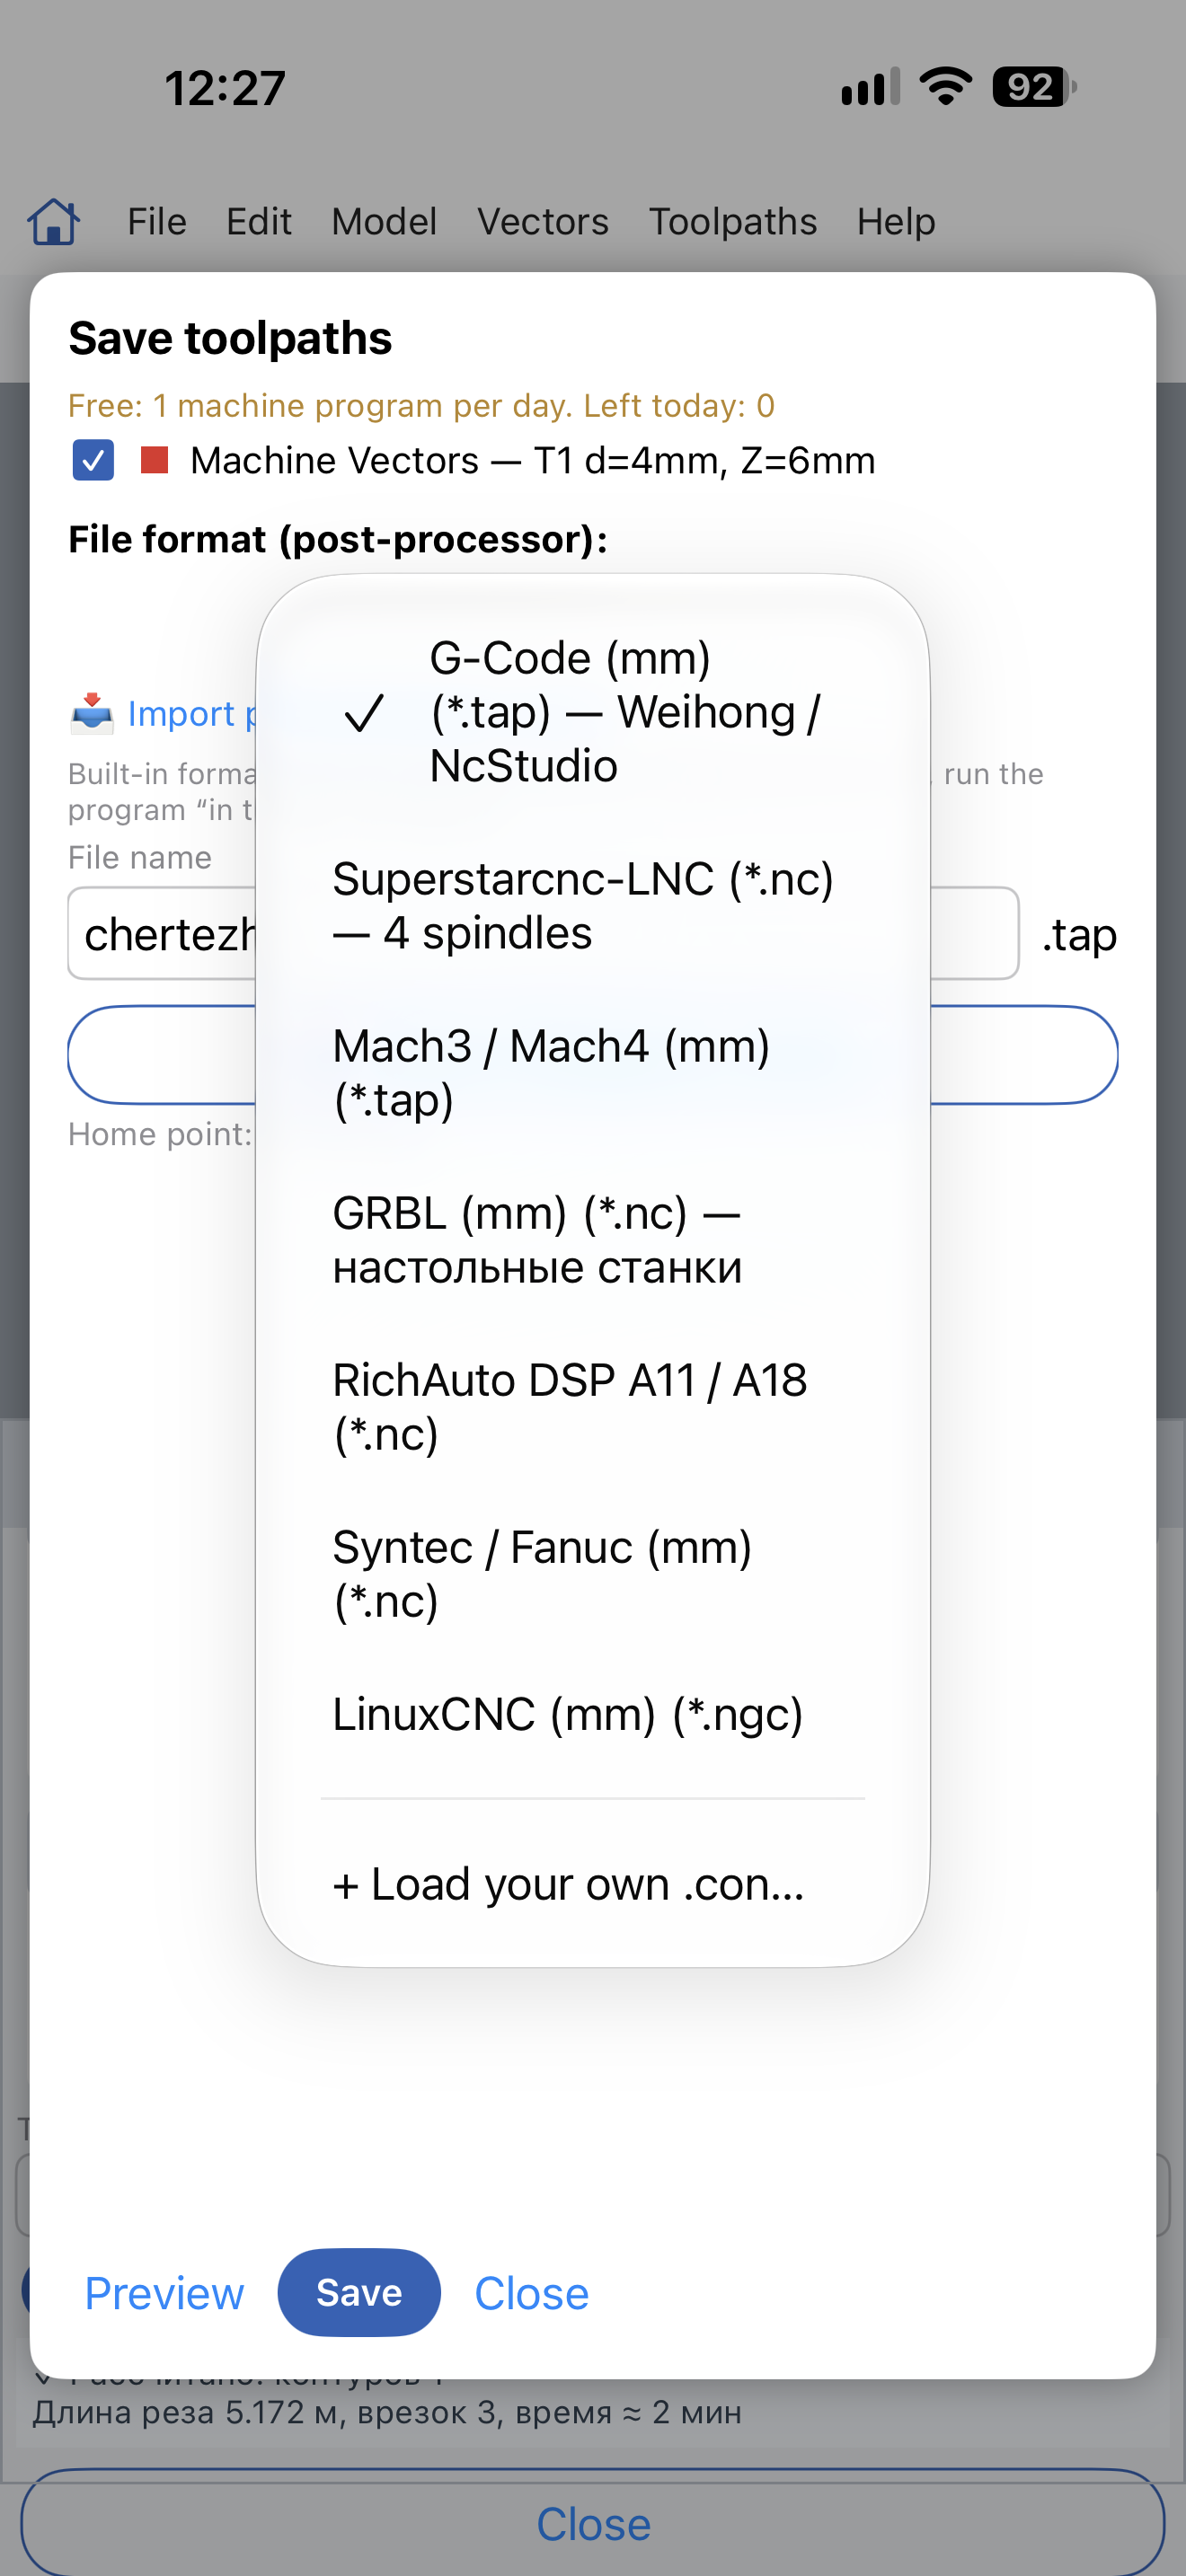 12:27
92
File Edit Model Vectors Toolpaths Help
Save toolpaths
Free: 1 machine program per day. Left today: 0
Machine Vectors — T1 d=4mm, Z=6mm
File format (post-processor):
G-Code (mm)
(*.tap) — Weihong /
NcStudio
Import
Built-in run the
program “in
File name
Superstarcnc-LNC (*.nc)
— 4 spindles
.tap
Mach3 / Mach4 (mm)
(*.tap)
Home point:
GRBL (mm) (*.nc) —
настольные станки
RichAuto DSP A11 / A18
(*.nc)
Syntec / Fanuc (mm)
(*.nc)
LinuxCNC (mm) (*.ngc)
+ Load your own .con...
Preview Save Close
Длина реза 5.172 м, врезок 3, время ≈ 2 мин
Close